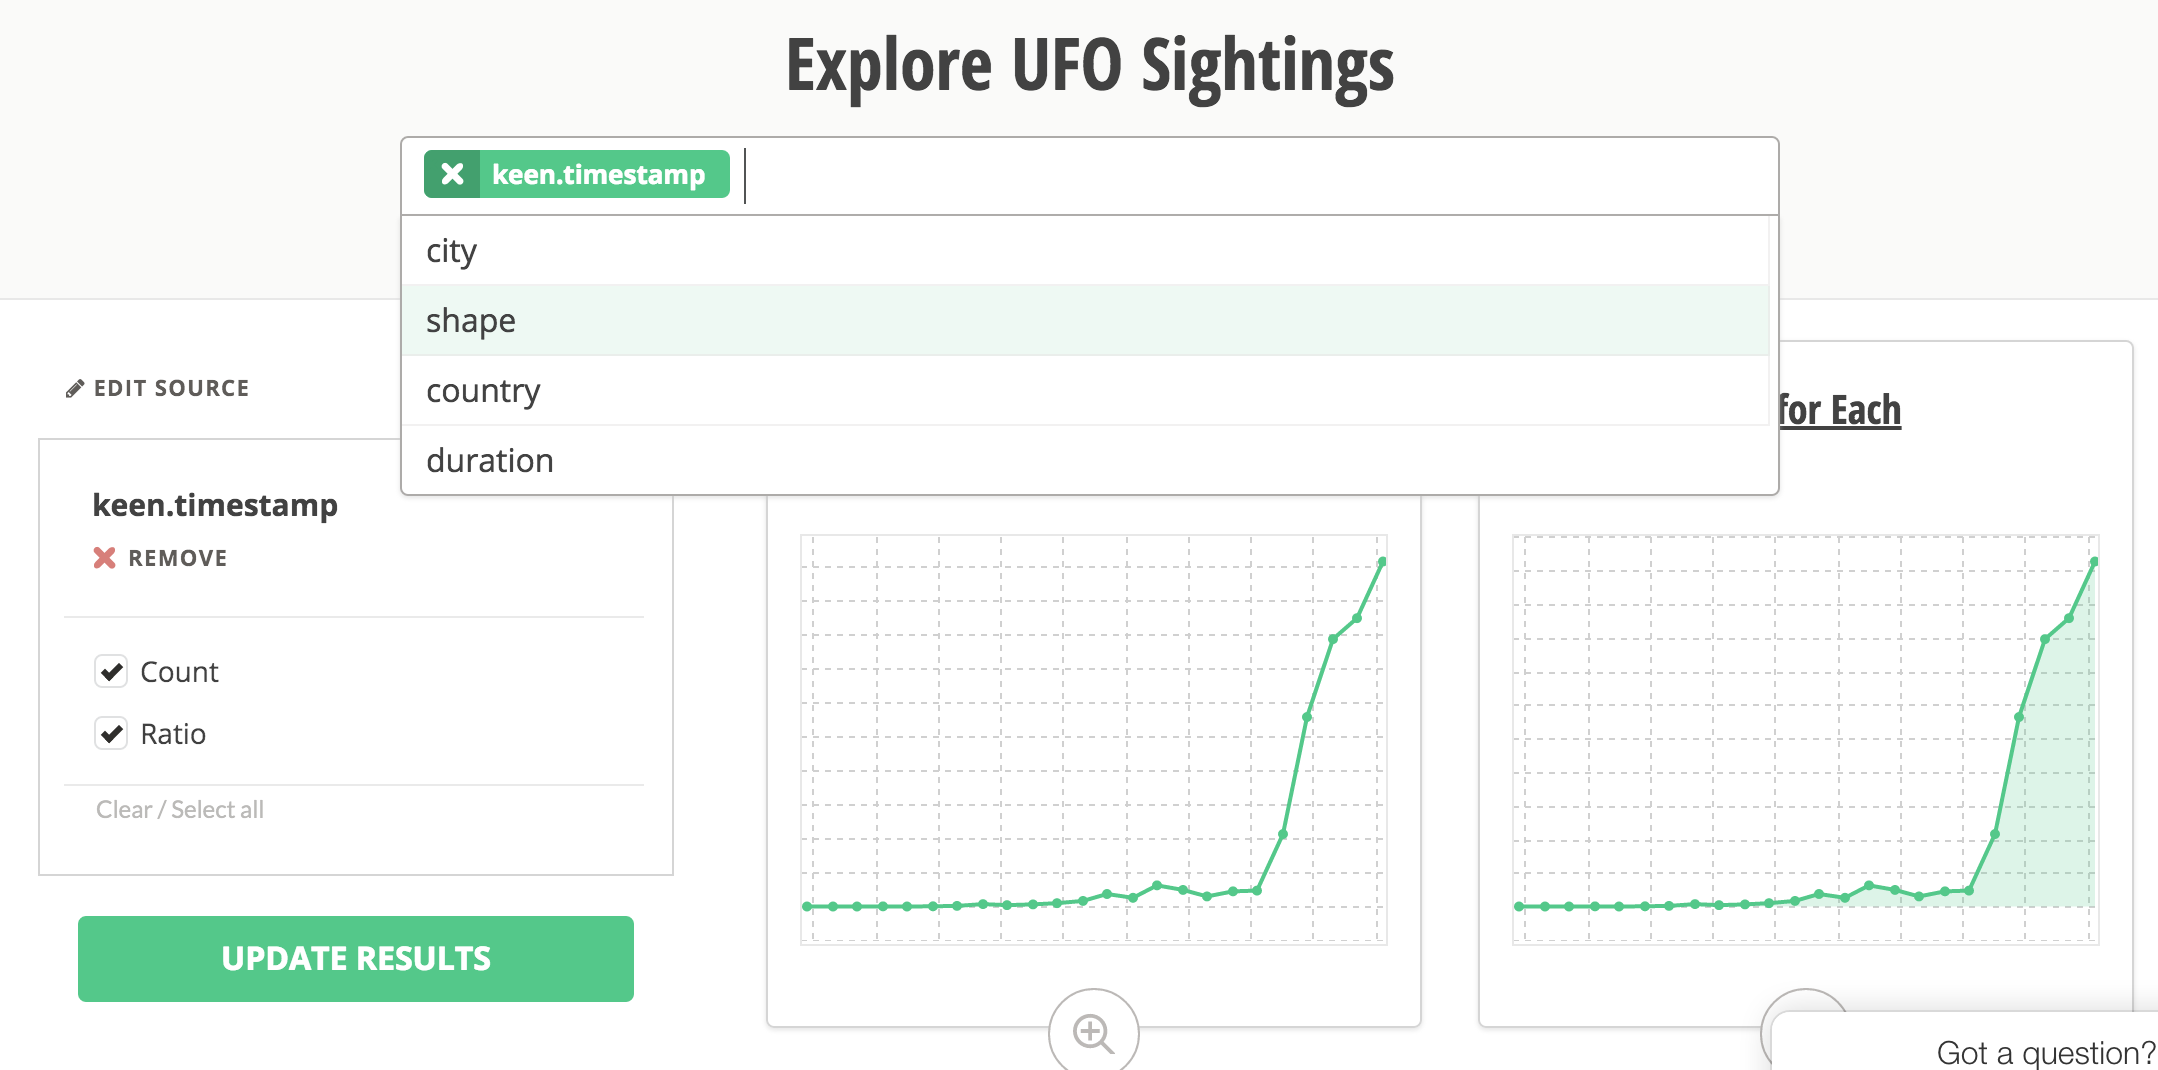 Explore UFO Sightings
keen.timestamp
city
shape
country
duration
EDIT SOURCE
keen.timestamp
REMOVE
Count
Ratio
Clear / Select all
UPDATE RESULTS
for Each
Got a question?